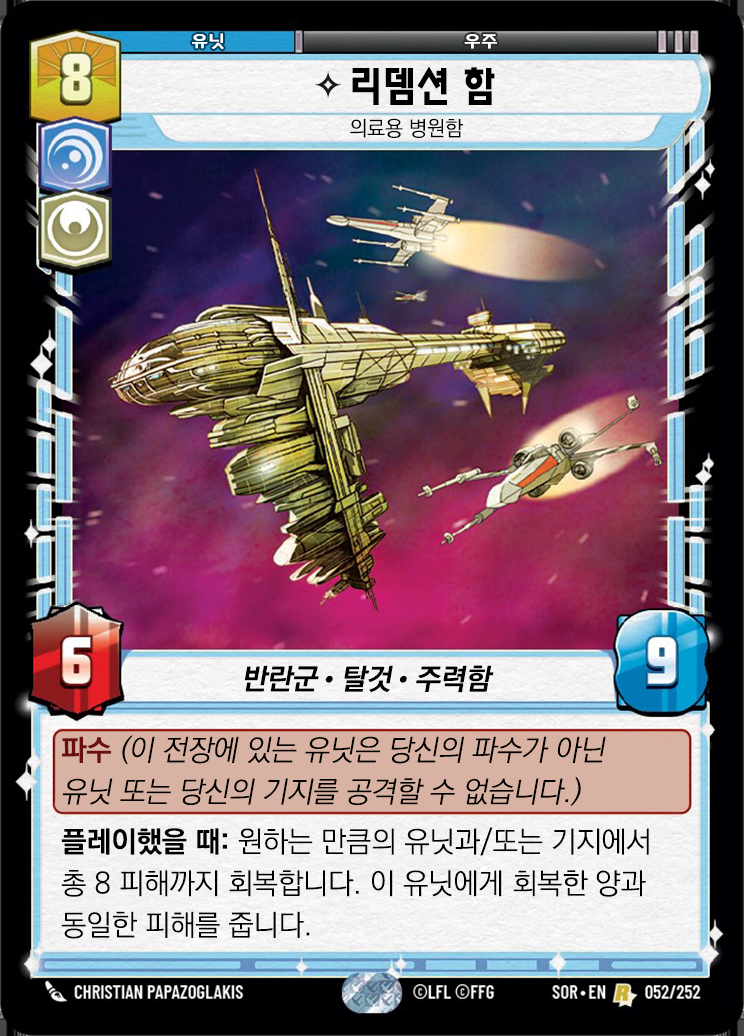 유닛
우주
8
리뎀션 함
의료용 병원함
6
반란군 • 탈것 • 주력함
9
파수 (이 전장에 있는 유닛은 당신의 파수가 아닌
유닛 또는 당신의 기지를 공격할 수 없습니다.)
플레이했을 때: 원하는 만큼의 유닛과/또는 기지에서
총 8 피해까지 회복합니다. 이 유닛에게 회복한 양과
동일한 피해를 줍니다.
CHRISTIAN PAPAZOGLAKIS
©LFL ©FFG
SOR • EN R 052/252